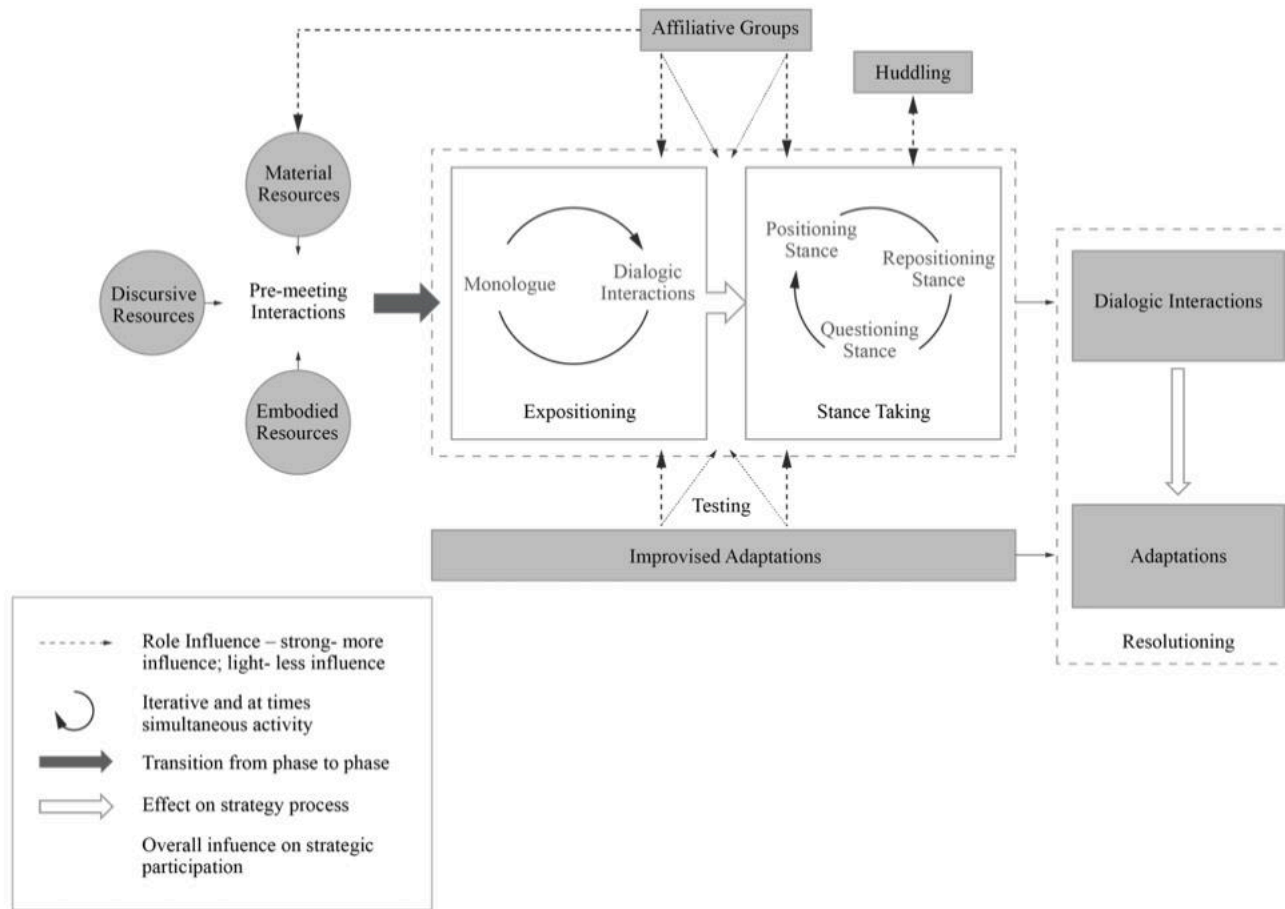 Affiliative Groups
Huddling
Material
Resources
Discursive
Resources
Pre-meeting
Interactions
Embodied
Resources
Monologue
Dialogic
Interactions
Expositioning
Positioning
Stance
Repositioning
Stance
Questioning
Stance
Stance Taking
Dialogic Interactions
Testing
Improvised Adaptations
Adaptations
Resolutioning
Role Influence – strong- more
influence; light- less influence
Iterative and at times
simultaneous activity
Transition from phase to phase
Effect on strategy process
Overall infuence on strategic
participation